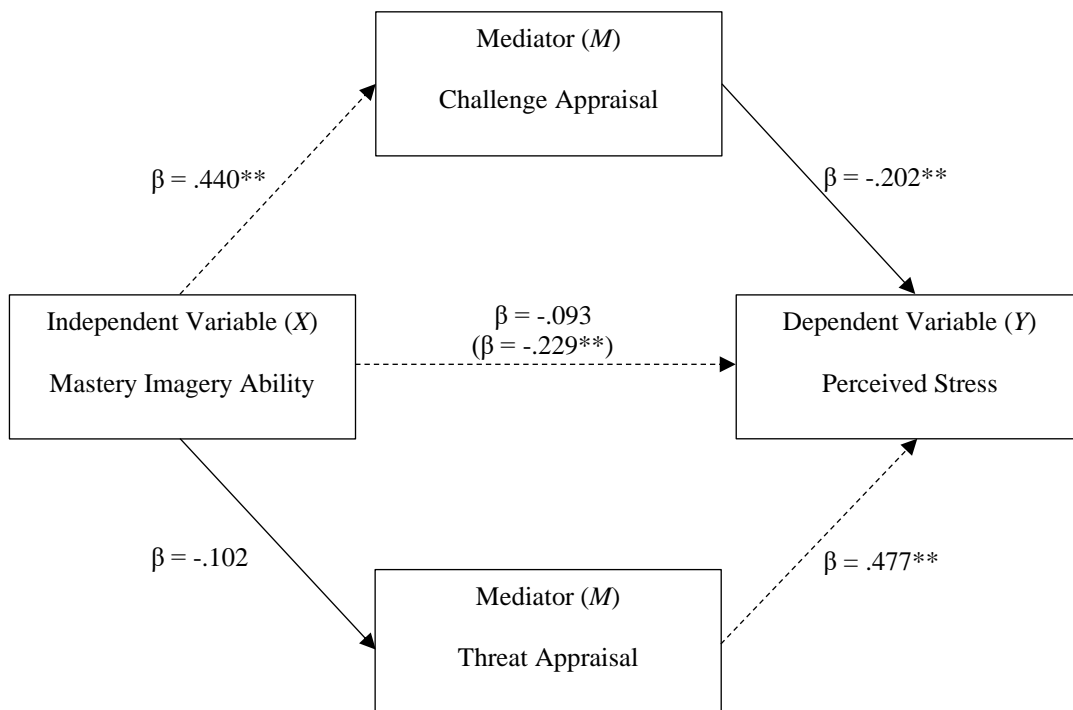 Mediator (M)
Challenge Appraisal
β = .440**
β = -.202**
Independent Variable (X)
Mastery Imagery Ability
β = -.093
(β = -.229**)
Dependent Variable (Y)
Perceived Stress
β = -.102
β = .477**
Mediator (M)
Threat Appraisal